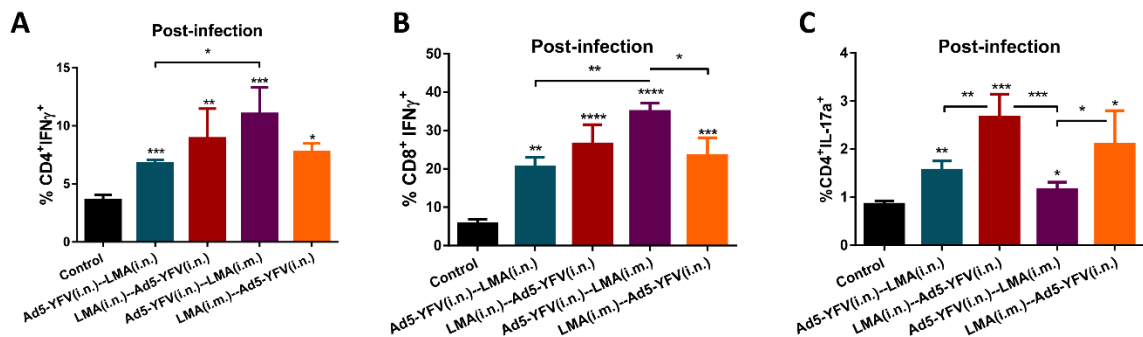 A
Post-infection
% CD4⁺IFNγ⁺
15
10
5
0
*
***
**
***
*
Control
Ad5-YFV(i.n.)--LMA(i.n.)
LMA(i.n.)--Ad5-YFV(i.n.)
Ad5-YFV(i.n.)--LMA(i.m.)
LMA(i.m.)--Ad5-YFV(i.n.)
B
Post-infection
% CD8⁺ IFNγ⁺
50
40
30
20
10
0
**
*
**
****
****
***
Control
Ad5-YFV(i.n.)--LMA(i.n.)
LMA(i.n.)--Ad5-YFV(i.n.)
Ad5-YFV(i.n.)--LMA(i.m.)
LMA(i.m.)--Ad5-YFV(i.n.)
C
Post-infection
%CD4⁺IL-17a⁺
4
3
2
1
0
**
**
***
***
*
*
*
Control
Ad5-YFV(i.n.)--LMA(i.n.)
LMA(i.n.)--Ad5-YFV(i.n.)
Ad5-YFV(i.n.)--LMA(i.m.)
LMA(i.m.)--Ad5-YFV(i.n.)